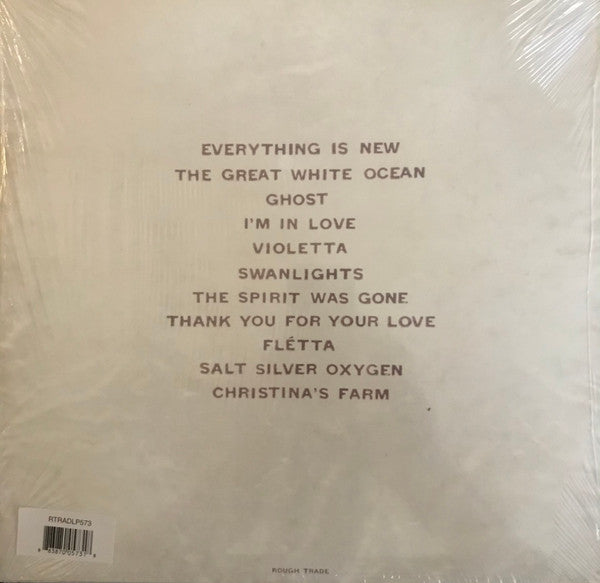 EVERYTHING IS NEW
THE GREAT WHITE OCEAN
GHOST
I'M IN LOVE
VIOLETTA
SWANLIGHTS
THE SPIRIT WAS GONE
THANK YOU FOR YOUR LOVE
FLÉTTA
SALT SILVER OXYGEN
CHRISTINA'S FARM
RTRADLP573
ROUGH TRADE